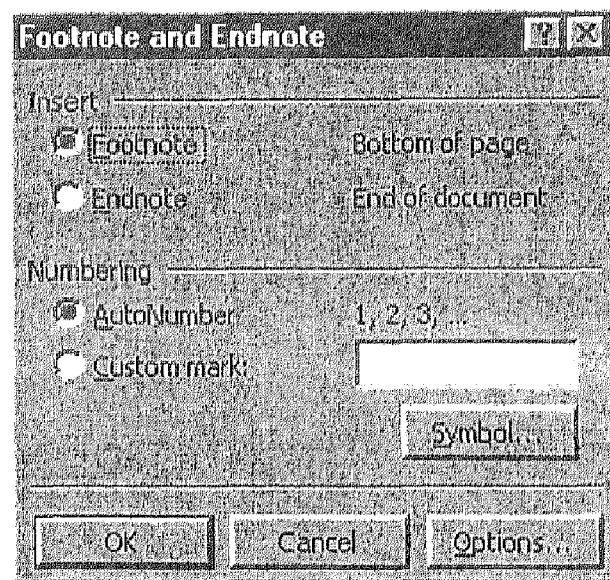 Footnote and Endnote
Insert
Footnote Bottom of page
Endnote End of document
Numbering
AutoNumber 1, 2, 3, ...
Custom mark:
Symbol...
OK Cancel Options...